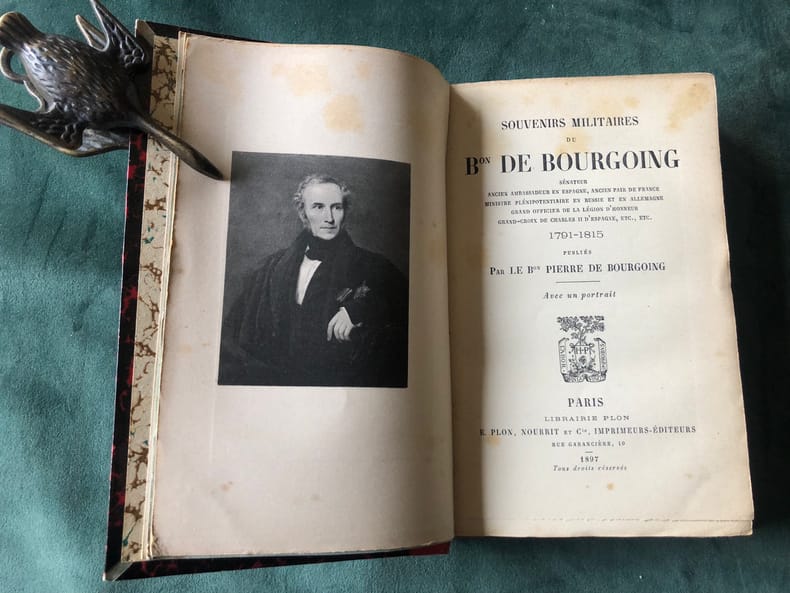 SOUVENIRS MILITAIRES
DU
Bon DE BOURGOING
SÉNATEUR
ANCIEN AMBASSADEUR EN ESPAGNE, ANCIEN PAIR DE FRANCE
MINISTRE PLÉNIPOTENTIAIRE EN RUSSIE ET EN ALLEMAGNE
GRAND OFFICIER DE LA LÉGION D'HONNEUR
GRAND-CROIX DE CHARLES II D'ESPAGNE, ETC., ETC.
1791-1815
PUBLIÉS
PAR LE Bon PIERRE DE BOURGOING
Avec un portrait
PARIS
LIBRAIRIE PLON
E. PLON, NOURRIT ET Cie, IMPRIMEURS-ÉDITEURS
RUE GARANCIÈRE, 10
1897
Tous droits réservés